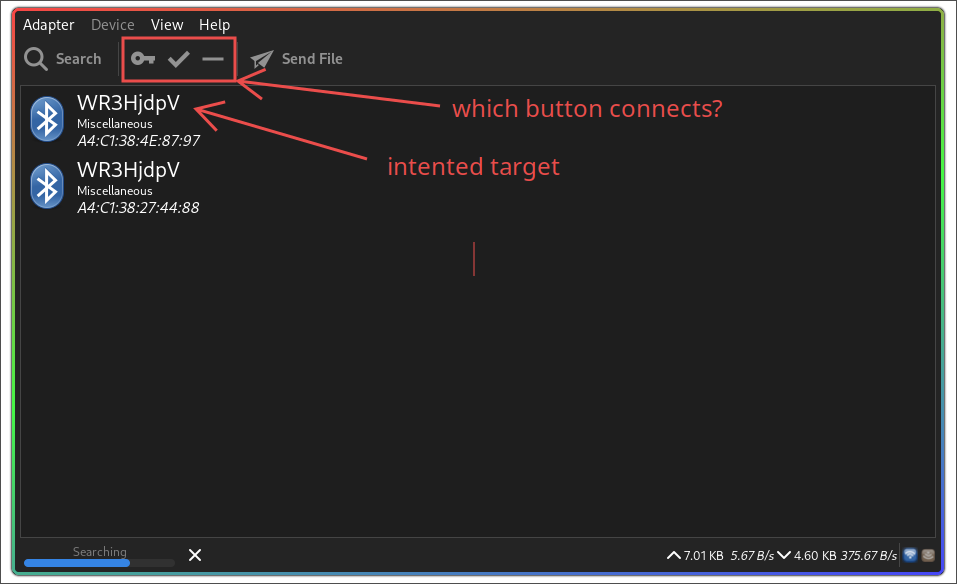 Adapter Device View Help
Search Send File
WR3HjdpV
Miscellaneous
A4:C1:38:4E:87:97
which button connects?
intented target
WR3HjdpV
Miscellaneous
A4:C1:38:27:44:88
Searching
7.01 KB 5.67 B/s 4.60 KB 375.67 B/s